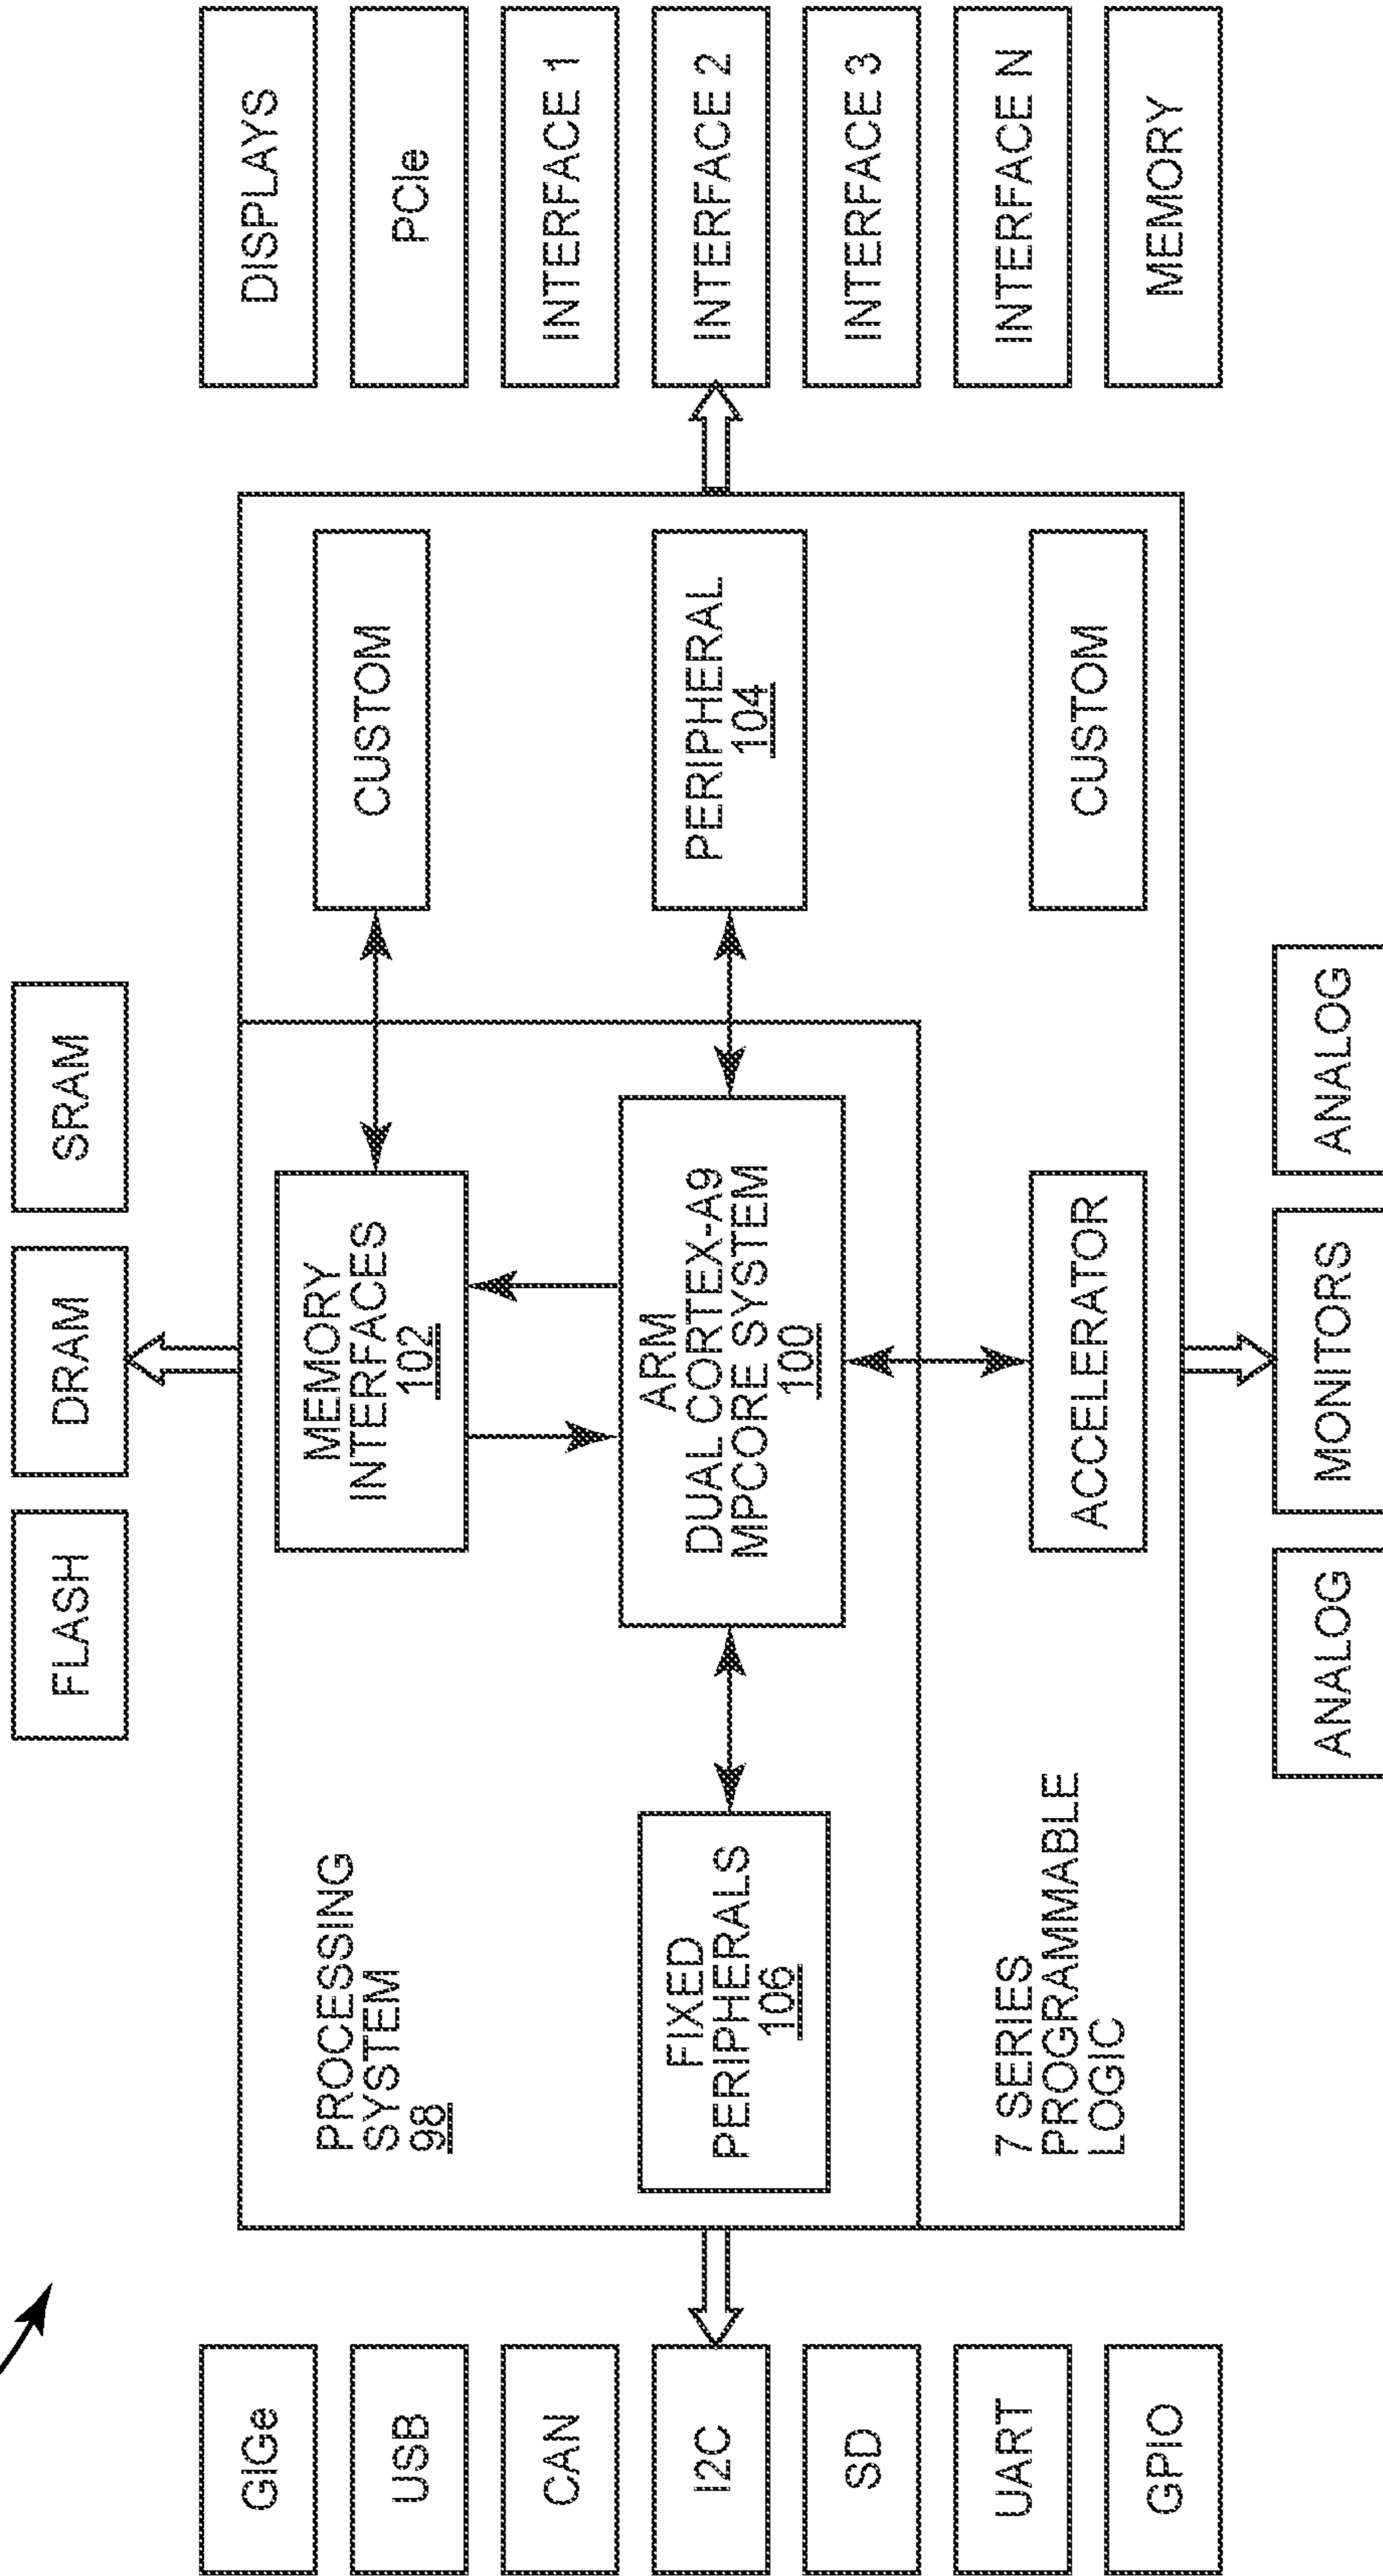 FLASH
DRAM
SRAM
GIGe
USB
CAN
I2C
SD
UART
GPIO
PROCESSING
SYSTEM
98
MEMORY
INTERFACES
102
FIXED
PERIPHERALS
106
ARM
DUAL CORTEX-A9
MPCORE SYSTEM
100
7 SERIES
PROGRAMMABLE
LOGIC
ACCELERATOR
CUSTOM
PERIPHERAL
104
CUSTOM
DISPLAYS
PCIe
INTERFACE 1
INTERFACE 2
INTERFACE 3
INTERFACE N
MEMORY
ANALOG
MONITORS
ANALOG